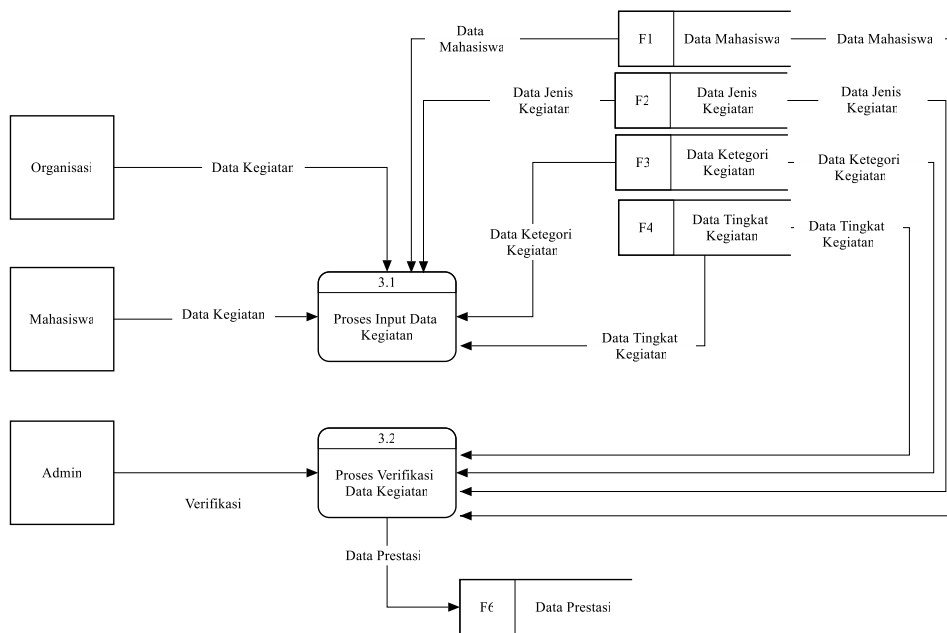 Data
Mahasiswa
F1
Data Mahasiswa
Data Mahasiswa
Data Jenis
Kegiatan
F2
Data Jenis
Kegiatan
Data Jenis
Kegiatan
Organisasi
Data Kegiatan
F3
Data Ketegori
Kegiatan
Data Ketegori
Kegiatan
Data Ketegori
Kegiatan
F4
Data Tingkat
Kegiatan
Data Tingkat
Kegiatan
3.1
Proses Input Data
Kegiatan
Mahasiswa
Data Kegiatan
Data Tingkat
Kegiatan
3.2
Proses Verifikasi
Data Kegiatan
Admin
Verifikasi
Data Prestasi
F6
Data Prestasi